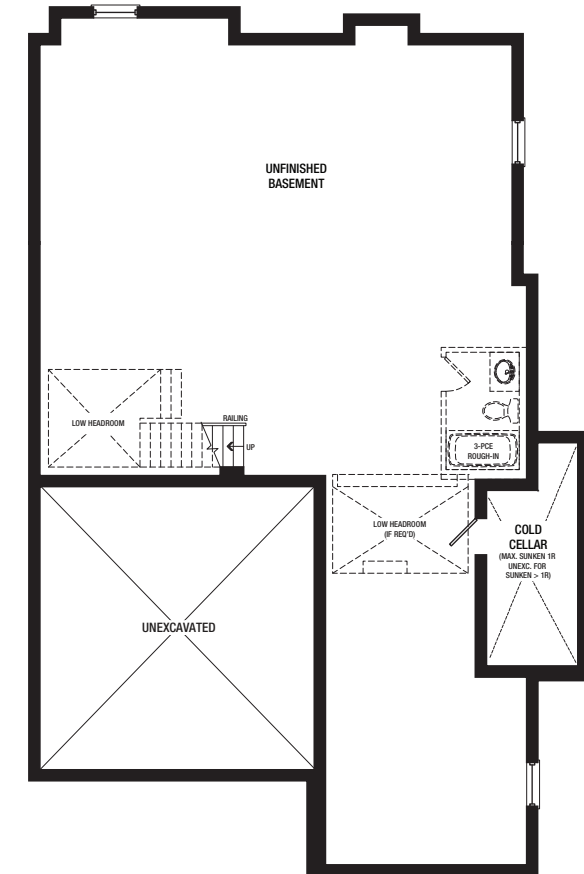 UNFINISHED
BASEMENT
LOW HEADROOM
RAILING
UP
3-PCE
ROUGH-IN
LOW HEADROOM
(IF REQ'D)
COLD
CELLAR
(MAX. SUNKEN 1R
UNEXC. FOR
SUNKEN > 1R)
UNEXCAVATED